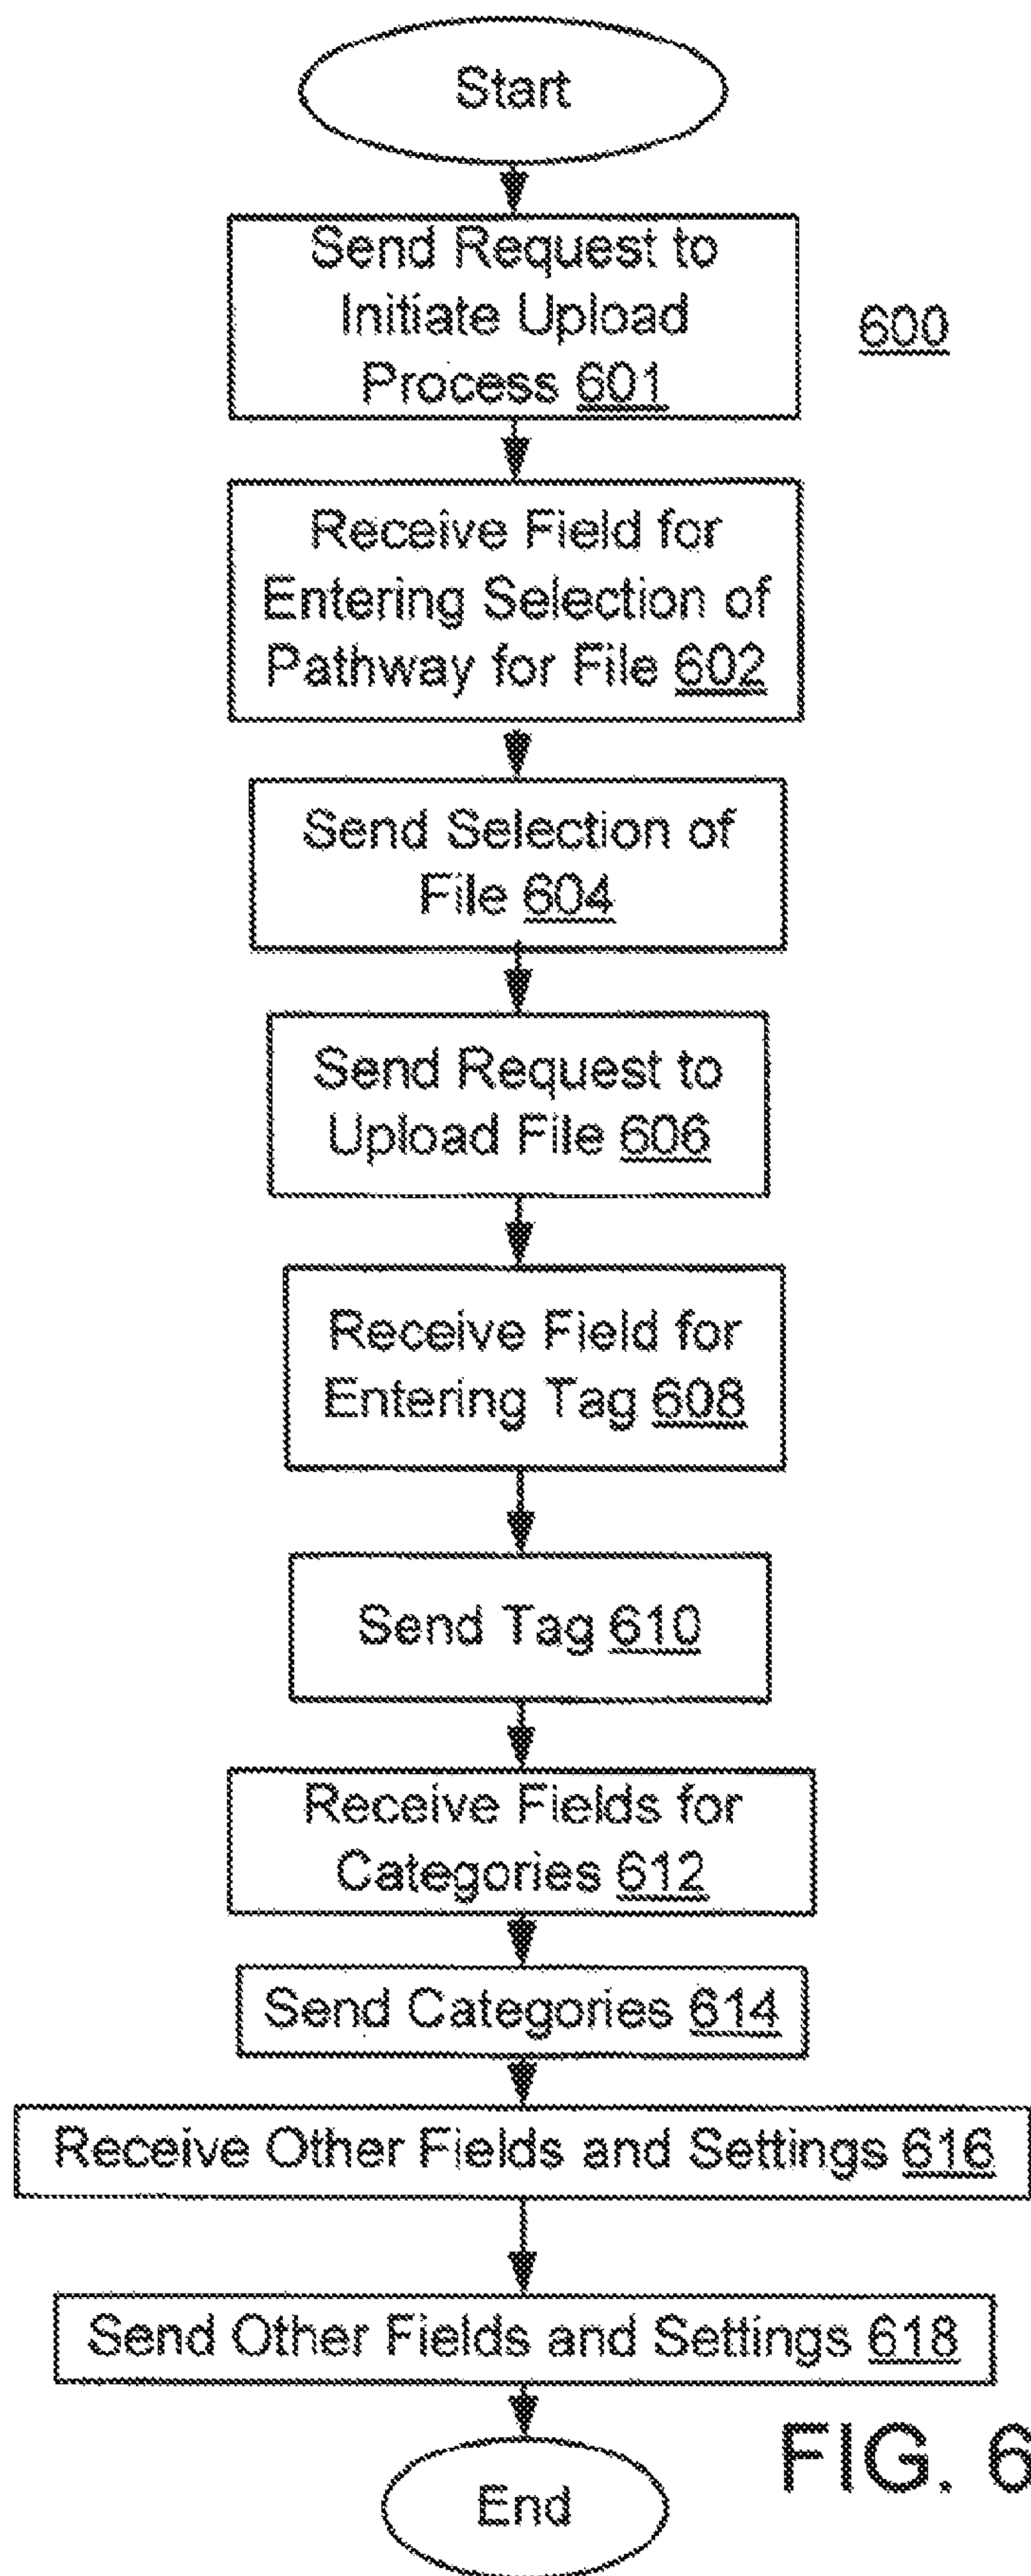 Start
Send Request to
Initiate Upload
Process 601
600
Receive Field for
Entering Selection of
Pathway for File 602
Send Selection of
File 604
Send Request to
Upload File 606
Receive Field for
Entering Tag 608
Send Tag 610
Receive Fields for
Categories 612
Send Categories 614
Receive Other Fields and Settings 616
Send Other Fields and Settings 618
FIG. 6
End